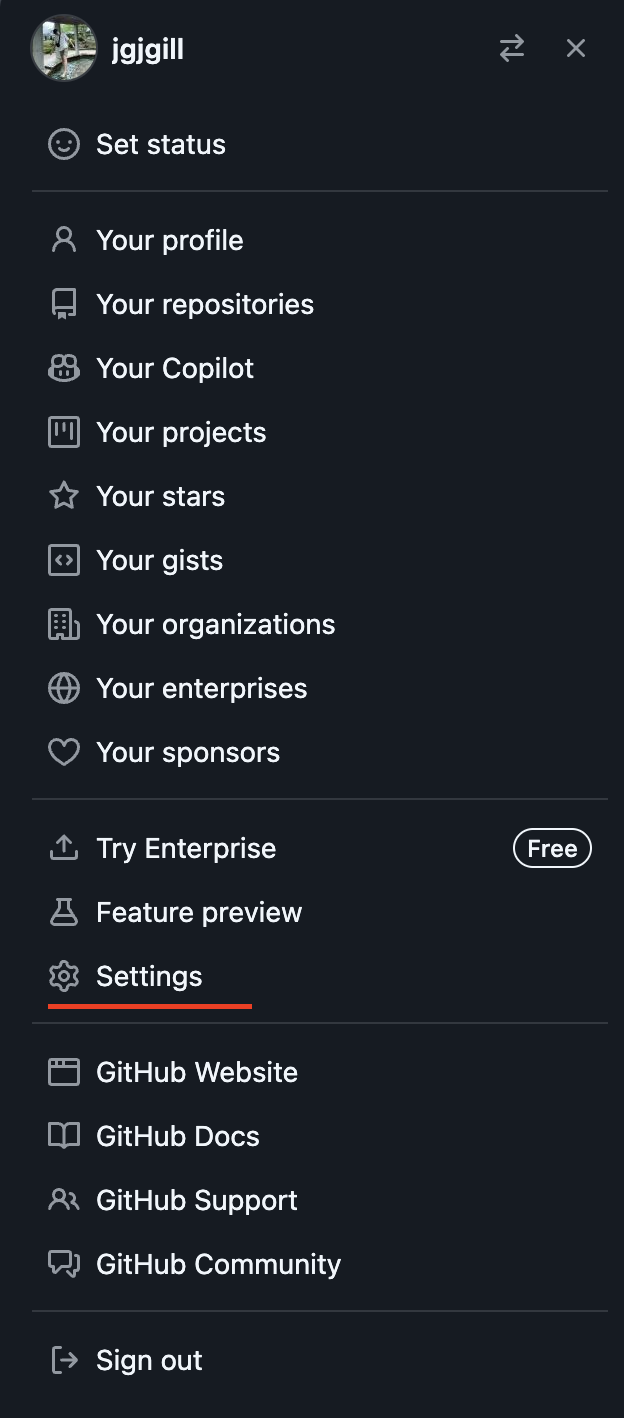 jgjgill
Set status
Your profile
Your repositories
Your Copilot
Your projects
Your stars
Your gists
Your organizations
Your enterprises
Your sponsors
Try Enterprise Free
Feature preview
Settings
GitHub Website
GitHub Docs
GitHub Support
GitHub Community
Sign out